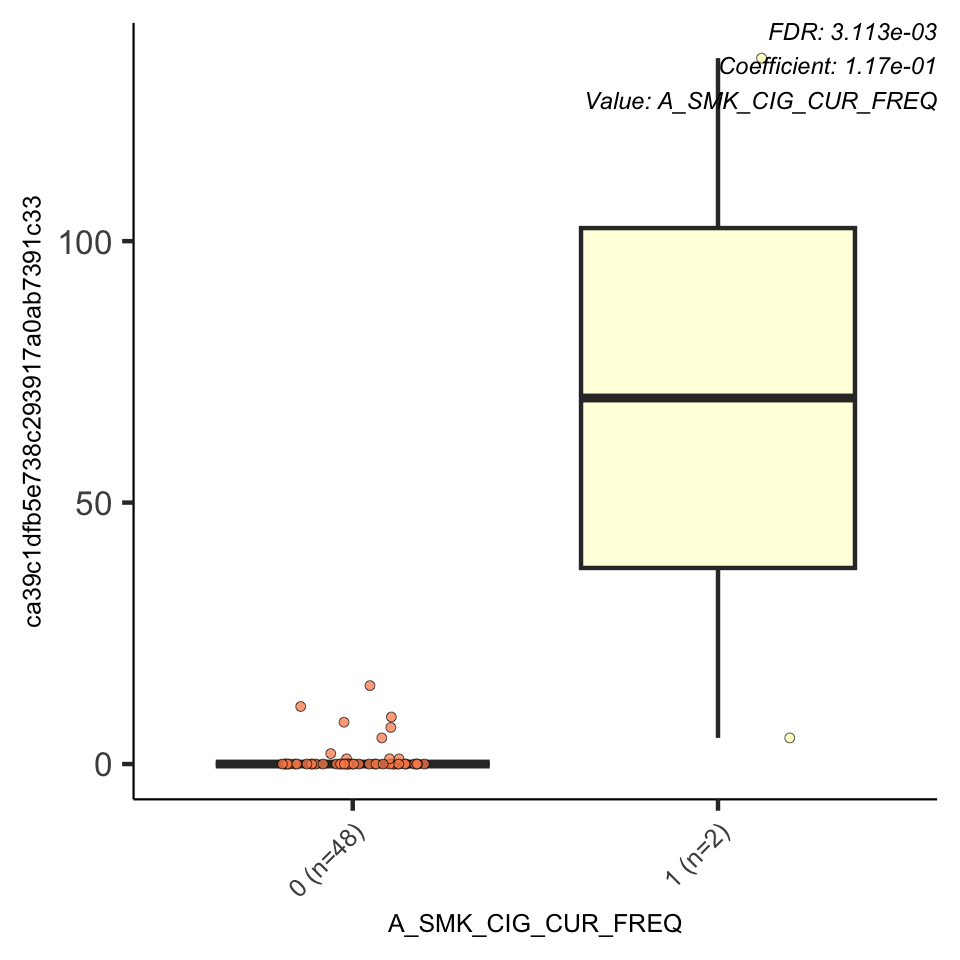 FDR: 3.113e-03
Coefficient: 1.17e-01
Value: A_SMK_CIG_CUR_FREQ
ca39c1dfb5e738c293917a0ab7391c33
100
50
0
0 (n=48)
1 (n=2)
A_SMK_CIG_CUR_FREQ